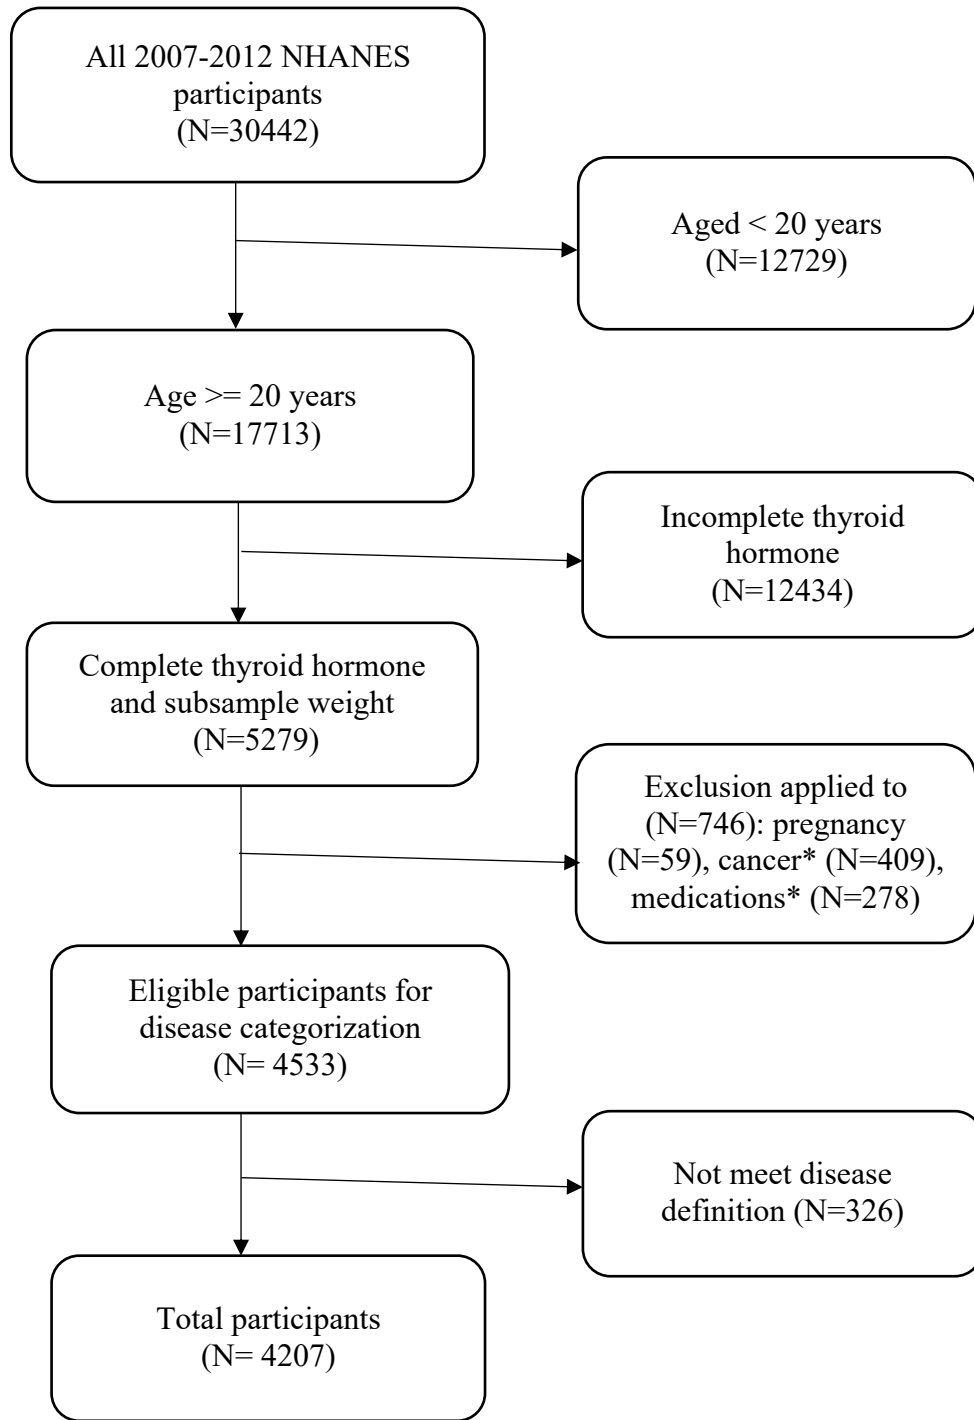 All 2007-2012 NHANES
participants
(N=30442)
Aged < 20 years
(N=12729)
Age >= 20 years
(N=17713)
Incomplete thyroid
hormone
(N=12434)
Complete thyroid hormone
and subsample weight
(N=5279)
Exclusion applied to
(N=746): pregnancy
(N=59), cancer* (N=409),
medications* (N=278)
Eligible participants for
disease categorization
(N= 4533)
Not meet disease
definition (N=326)
Total participants
(N= 4207)